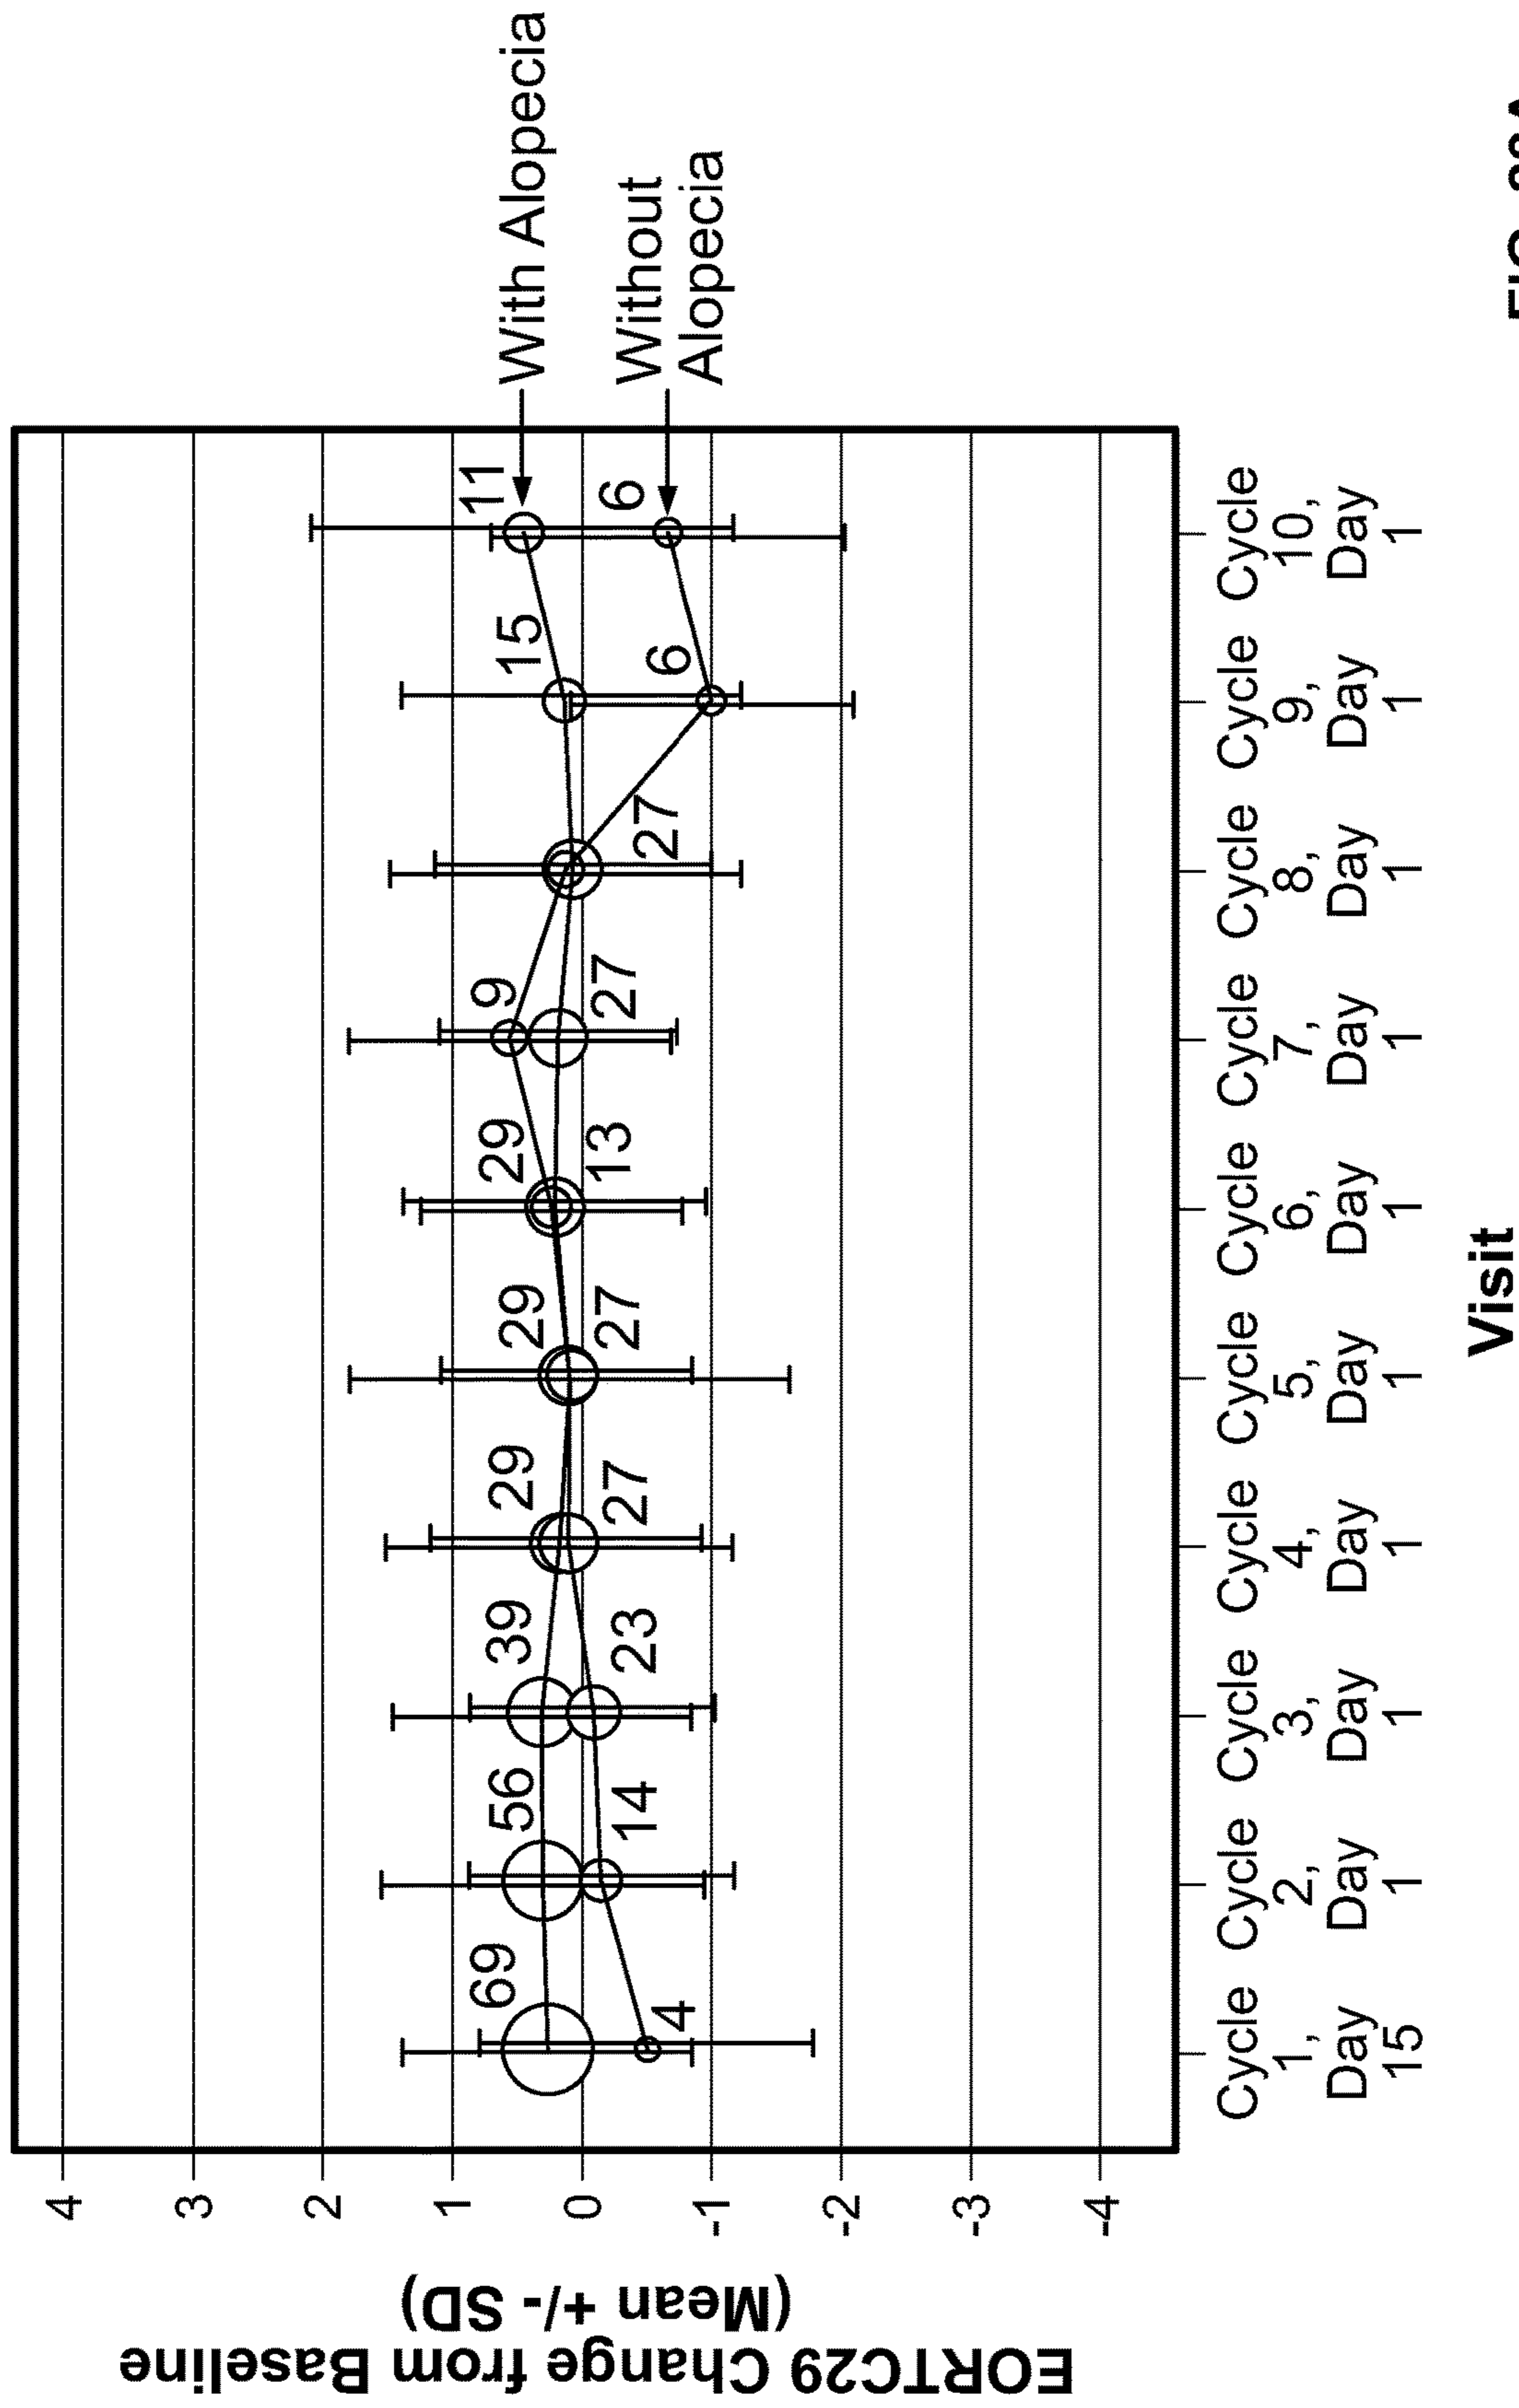 EORTC29 Change from Baseline
(Mean +/- SD)
4
3
2
1
0
-1
-2
-3
-4
69
4
56
14
39
23
29
27
29
27
29
13
9
27
27
15
6
11
6
With Alopecia
Without
Alopecia
Cycle
1,
Day
15
Cycle
2,
Day
1
Cycle
3,
Day
1
Cycle
4,
Day
1
Cycle
5,
Day
1
Cycle
6,
Day
1
Cycle
7,
Day
1
Cycle
8,
Day
1
Cycle
9,
Day
1
Cycle
10,
Day
1
Visit
FIG.